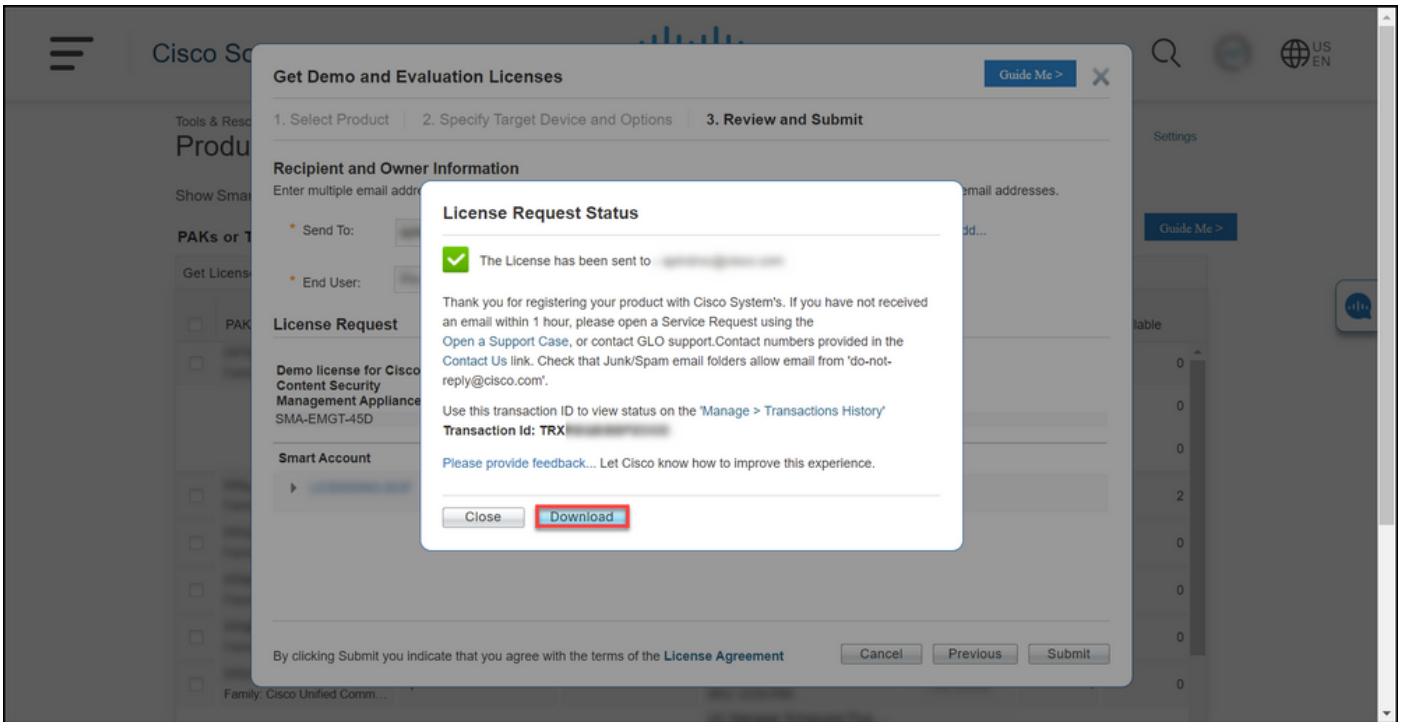 US
EN
Cisco So
Get Demo and Evaluation Licenses
Guide Me >
Tools & Resc
Produ
1. Select Product
2. Specify Target Device and Options
3. Review and Submit
Settings
Recipient and Owner Information
Show Smar
Enter multiple email addre
email addresses.
License Request Status
PAKs or T
* Send To:
dd...
Guide Me >
The License has been sent to
Get Licens
* End User:
Thank you for registering your product with Cisco System's. If you have not received
an email within 1 hour, please open a Service Request using the
PAK
License Request
lable
Open a Support Case, or contact GLO support.Contact numbers provided in the
Contact Us link. Check that Junk/Spam email folders allow email from 'do-not-
reply@cisco.com'.
0
Demo license for Cisco
Content Security
Management Appliance
SMA-EMGT-45D
0
Use this transaction ID to view status on the 'Manage > Transactions History'
Transaction Id: TRX
0
Smart Account
Please provide feedback... Let Cisco know how to improve this experience.
2
Close
Download
0
0
0
By clicking Submit you indicate that you agree with the terms of the License Agreement
Cancel
Previous
Submit
0
Family: Cisco Unified Comm...